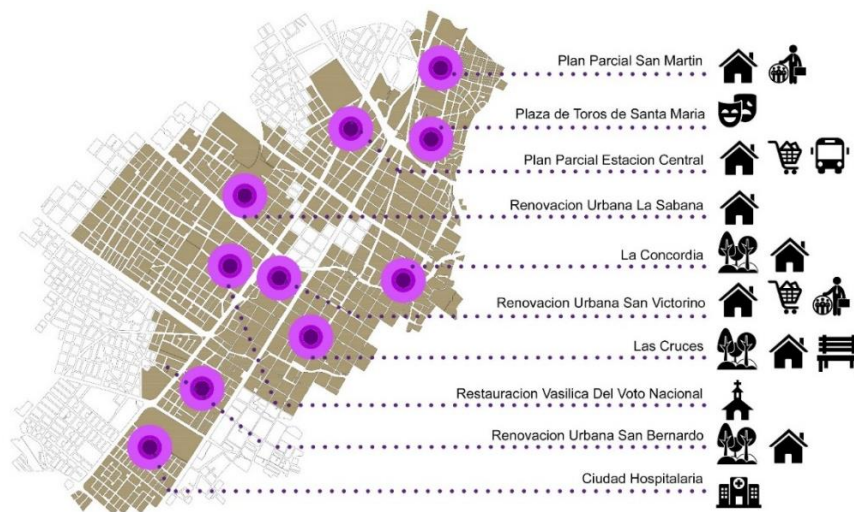 Plan Parcial San Martin
Plaza de Toros de Santa Maria
Plan Parcial Estacion Central
Renovacion Urbana La Sabana
La Concordia
Renovacion Urbana San Victorino
Las Cruces
Restauracion Vasilica Del Voto Nacional
Renovacion Urbana San Bernardo
Ciudad Hospitalaria